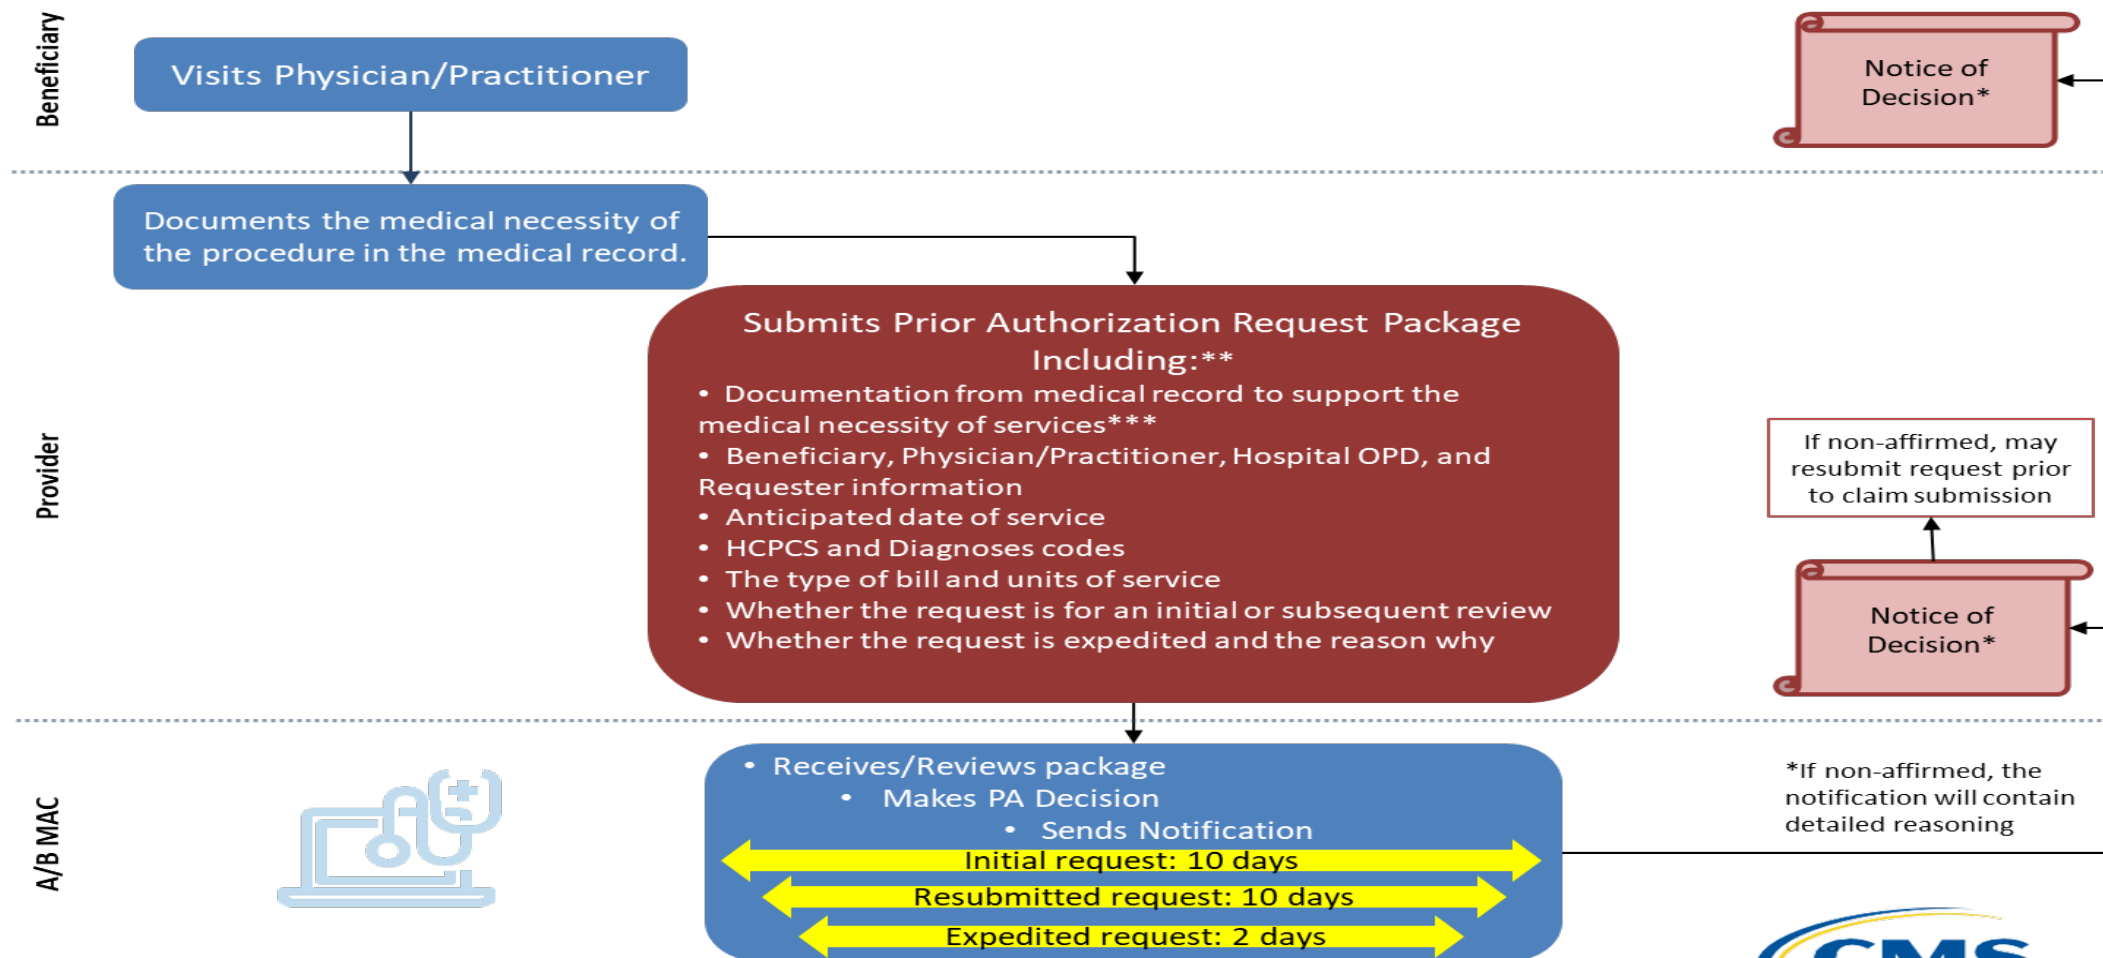 Beneficiary
Visits Physician/Practitioner
Notice of
Decision*
Provider
Documents the medical necessity of
the procedure in the medical record.
Submits Prior Authorization Request Package
Including:**
• Documentation from medical record to support the
medical necessity of services***
• Beneficiary, Physician/Practitioner, Hospital OPD, and
Requester information
• Anticipated date of service
• HCPCS and Diagnoses codes
• The type of bill and units of service
• Whether the request is for an initial or subsequent review
• Whether the request is expedited and the reason why
If non-affirmed, may
resubmit request prior
to claim submission
Notice of
Decision*
A/B MAC
• Receives/Reviews package
• Makes PA Decision
• Sends Notification
Initial request: 10 days
Resubmitted request: 10 days
Expedited request: 2 days
*If non-affirmed, the
notification will contain
detailed reasoning
CMS